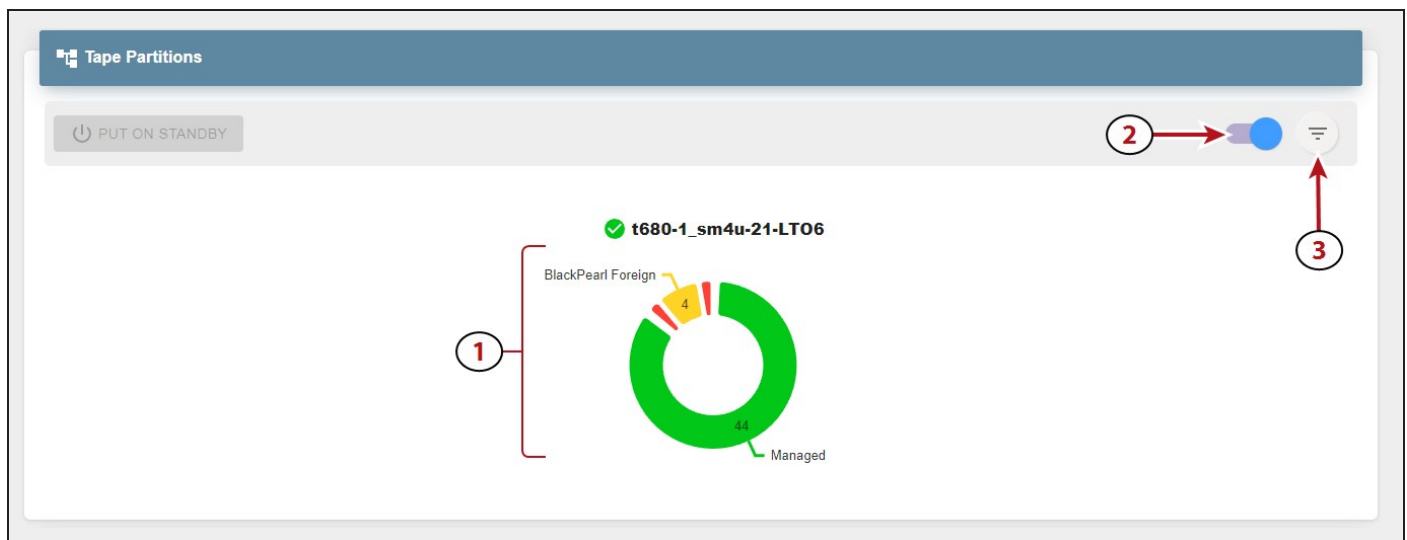 Tape Partitions
PUT ON STANDBY
2
t680-1_sm4u-21-LTO6
3
BlackPearl Foreign
4
1
44
Managed